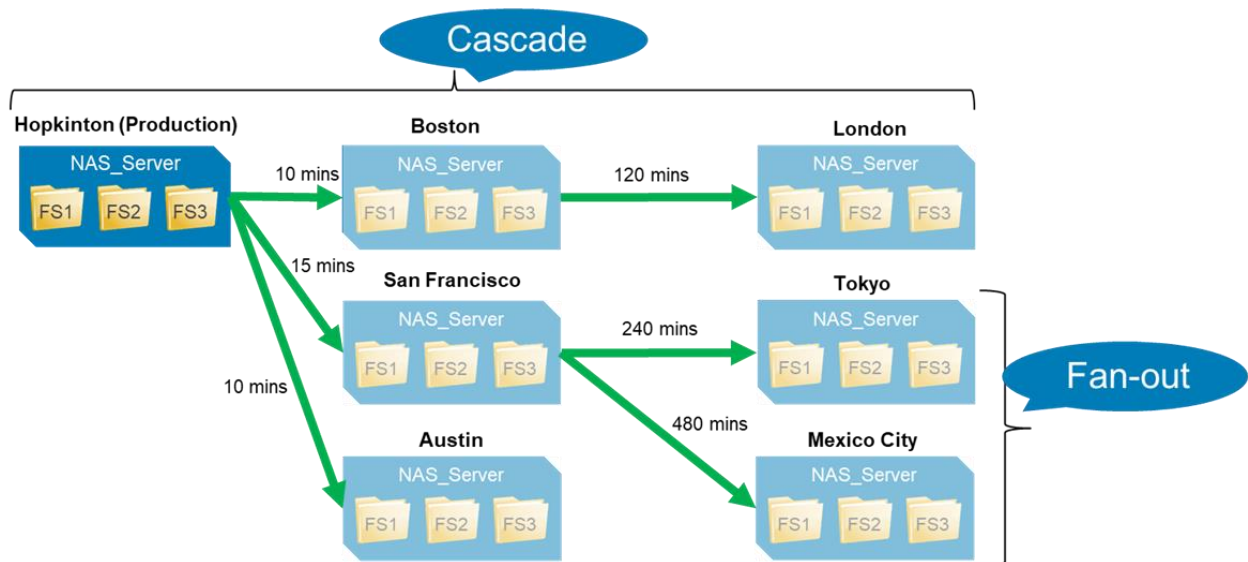 Cascade
Hopkinton (Production)
Boston
London
NAS_Server
FS1 FS2 FS3
10 mins
NAS_Server
FS1 FS2 FS3
120 mins
NAS_Server
FS1 FS2 FS3
15 mins
San Francisco
Tokyo
NAS_Server
FS1 FS2 FS3
240 mins
NAS_Server
FS1 FS2 FS3
Fan-out
10 mins
480 mins
Austin
Mexico City
NAS_Server
FS1 FS2 FS3
NAS_Server
FS1 FS2 FS3